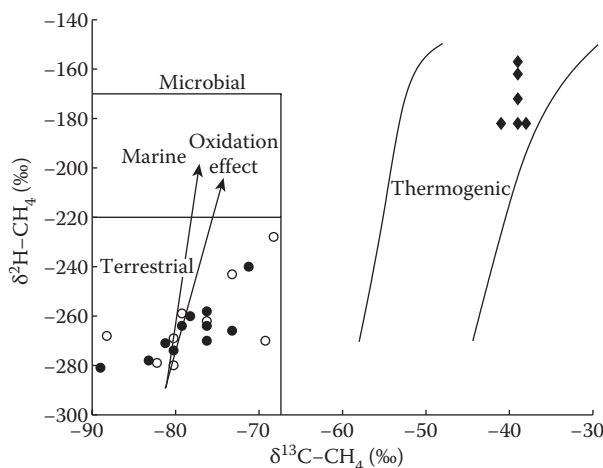 −140
−160
−180
−200
−220
−240
−260
−280
−300
δ²H–CH₄ (‰)
Microbial
Marine
Oxidation
effect
Terrestrial
Thermogenic
−90
−80
−70
−60
−50
−40
−30
δ¹³C–CH₄ (‰)